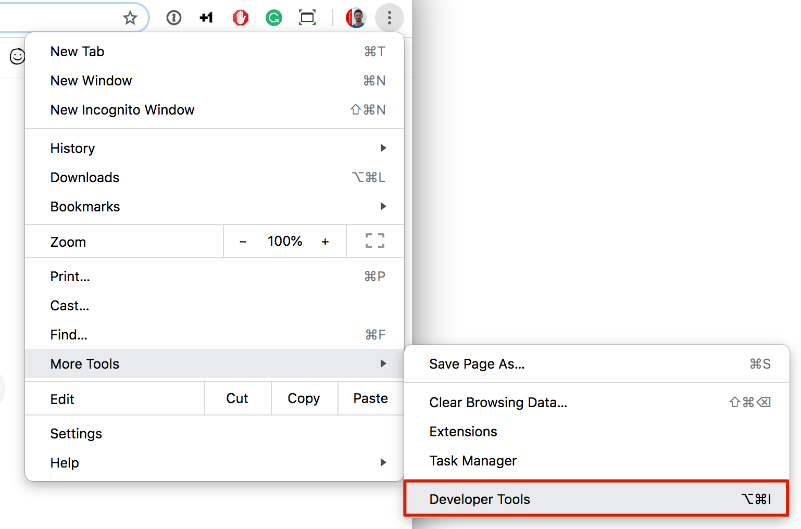 +1
New Tab ⌘T
New Window ⌘N
New Incognito Window ⇧⌘N
History
Downloads ⌥⌘L
Bookmarks
Zoom - 100% +
Print... ⌘P
Cast...
Find... ⌘F
More Tools
Edit Cut Copy Paste
Settings
Help
Save Page As... ⌘S
Clear Browsing Data... ⇧⌘⌫
Extensions
Task Manager
Developer Tools ⌥⌘I